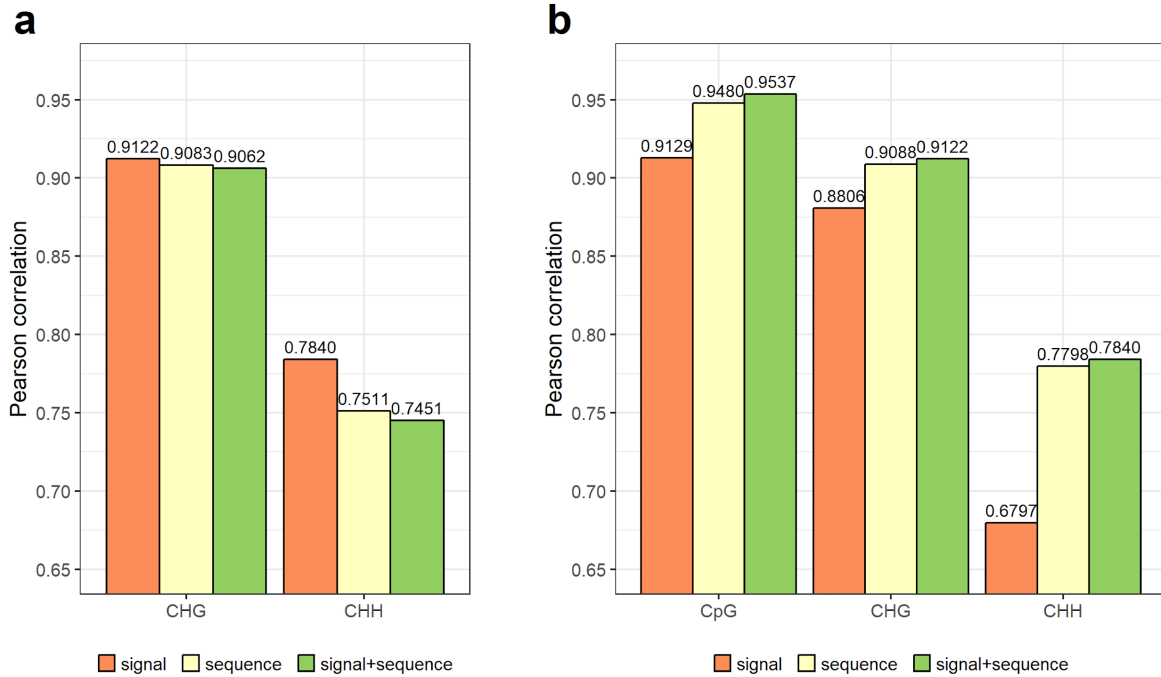 a
Pearson correlation
0.95
0.90
0.85
0.80
0.75
0.70
0.65
0.9122
0.9083
0.9062
0.7840
0.7511
0.7451
CHG
CHH
signal
sequence
signal+sequence
b
Pearson correlation
0.95
0.90
0.85
0.80
0.75
0.70
0.65
0.9129
0.9480
0.9537
0.8806
0.9088
0.9122
0.6797
0.7798
0.7840
CpG
CHG
CHH
signal
sequence
signal+sequence